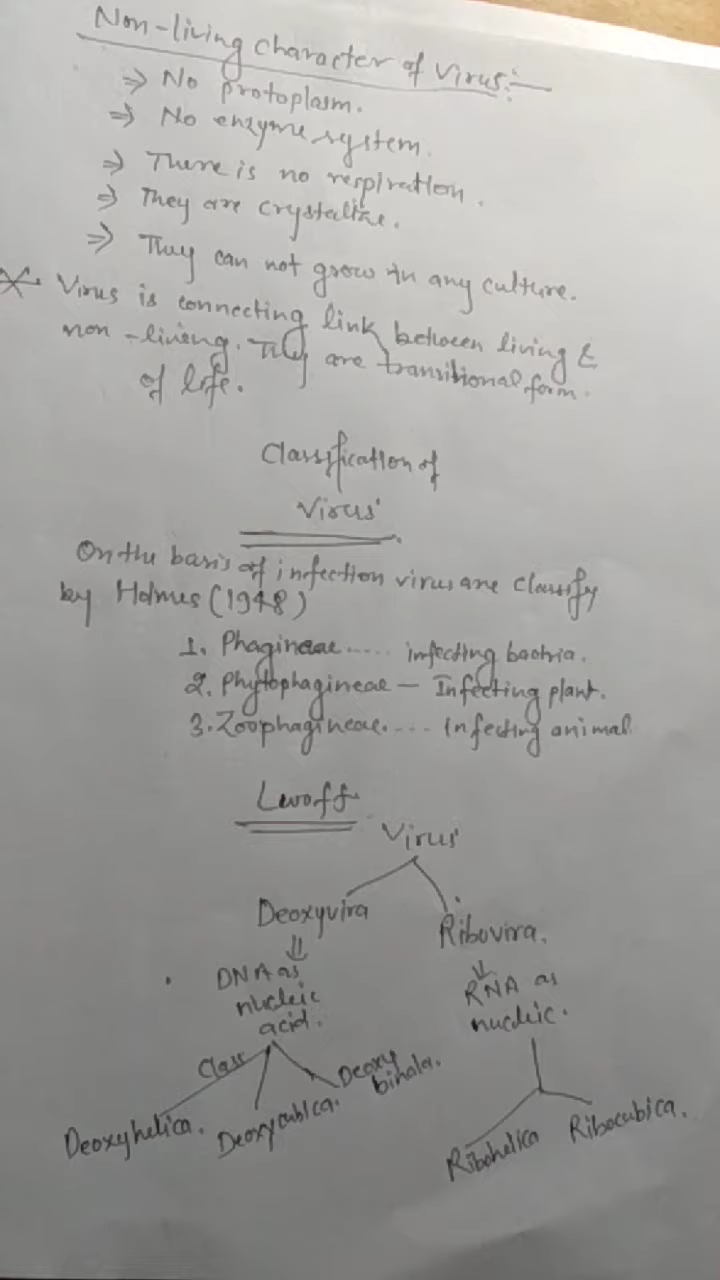 Non-living character of Virus:-
⇒ No protoplasm.
⇒ No enzyme system.
⇒ There is no respiration.
⇒ They are crystalize.
⇒ They can not grow in any culture.
Virus is connecting link between living &
non-living. They are transitional form
of life.
Classification of
Virus
On the basis of infection virus are classify
by Holmes (1948)
1. Phagineae ..... infecting bactria.
2. Phytophagineae — Infecting plant.
3. Zoophagineae .... Infecting animal
Lwoff
Virus
Deoxyvira
Ribovira.
⇓
⇓
DNA as
nucleic
acid.
RNA as
nucleic.
Class
Deoxyhelica.
Deoxycubica.
Deoxy
binala.
Ribohelica
Ribocubica.